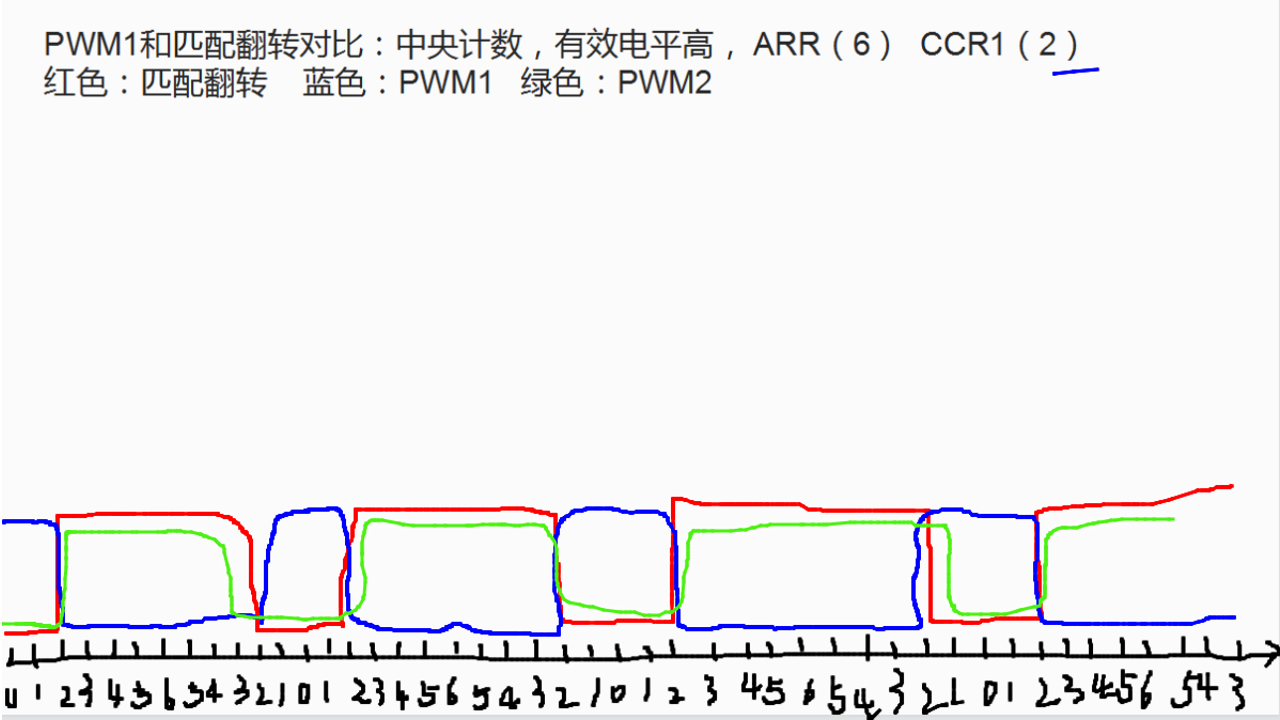 PWM1和匹配翻转对比：中央计数，有效电平高， ARR（6） CCR1（2）
红色：匹配翻转 蓝色：PWM1 绿色：PWM2
0 1 2 3 4 5 6 5 4 3 2 1 0 1 2 3 4 5 6 5 4 3 2 1 0 1 2 3 4 5 6 5 4 3 2 1 0 1 2 3 4 5 6 5 4 3